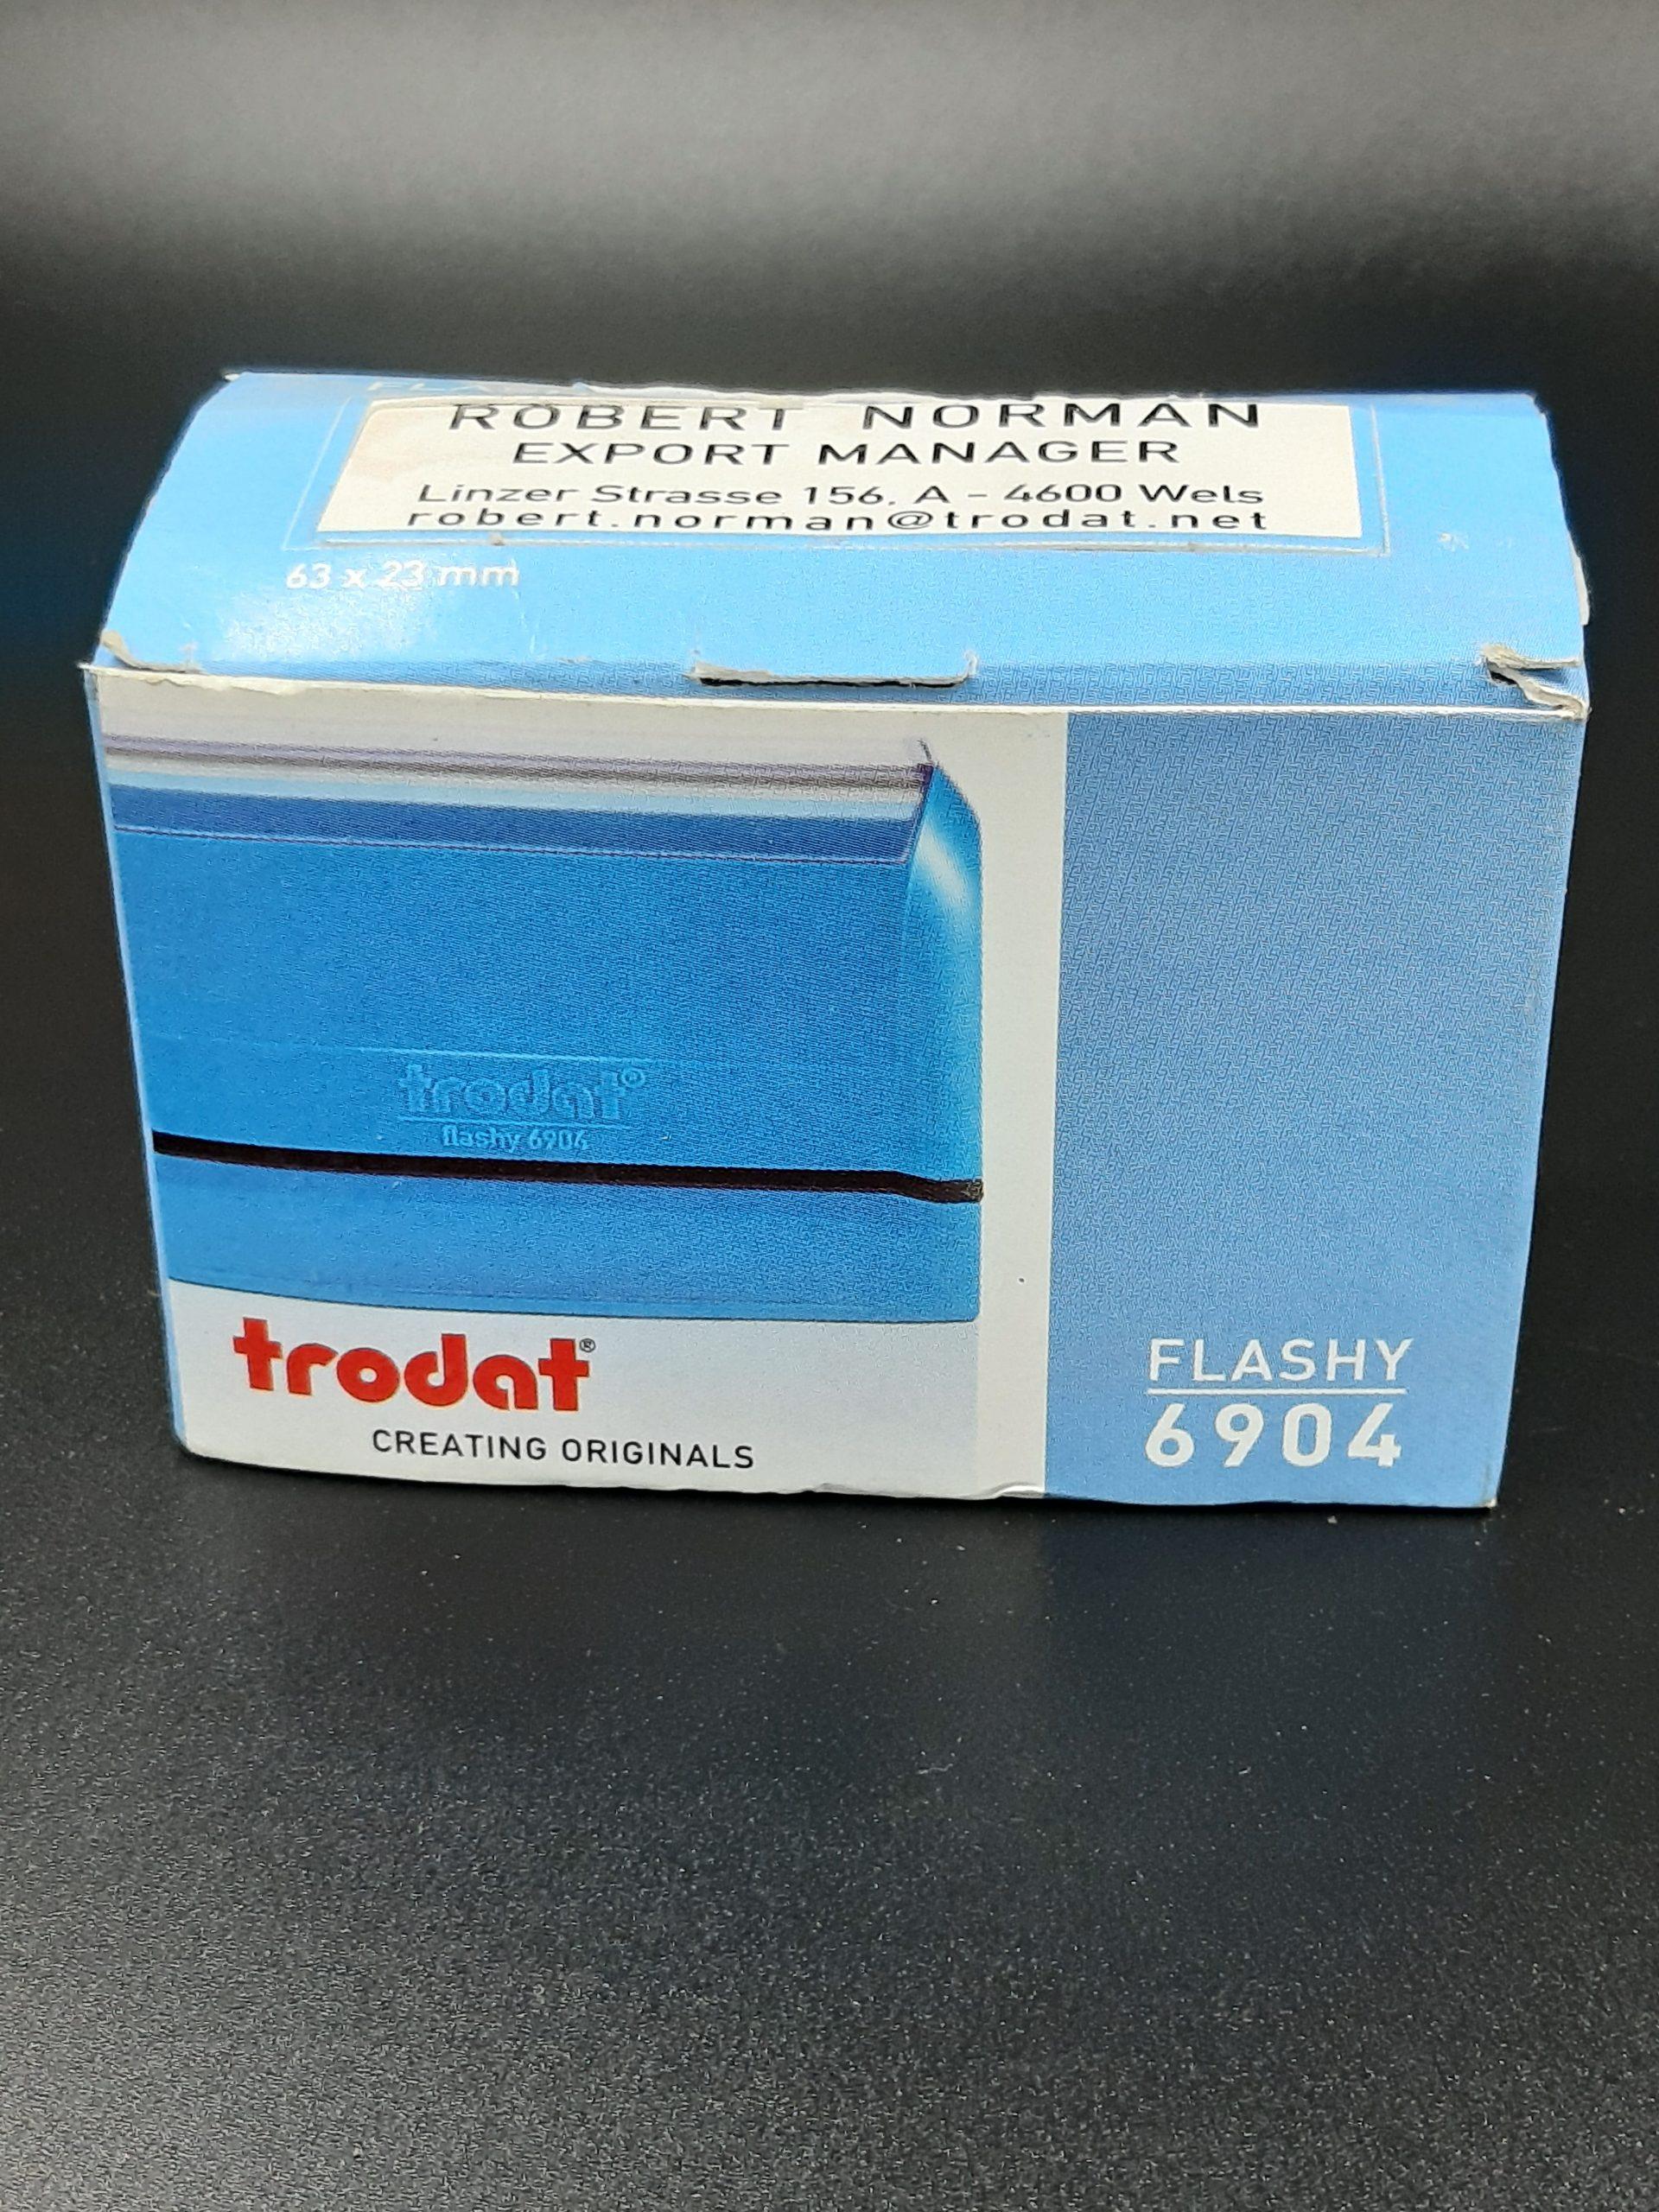 ROBERT NORMAN
EXPORT MANAGER
Linzer Strasse 156, A - 4600 Wels
robert.norman@trodat.net
63 x 23 mm
trodat®
flashy 6904
trodat®
CREATING ORIGINALS
FLASHY
6904